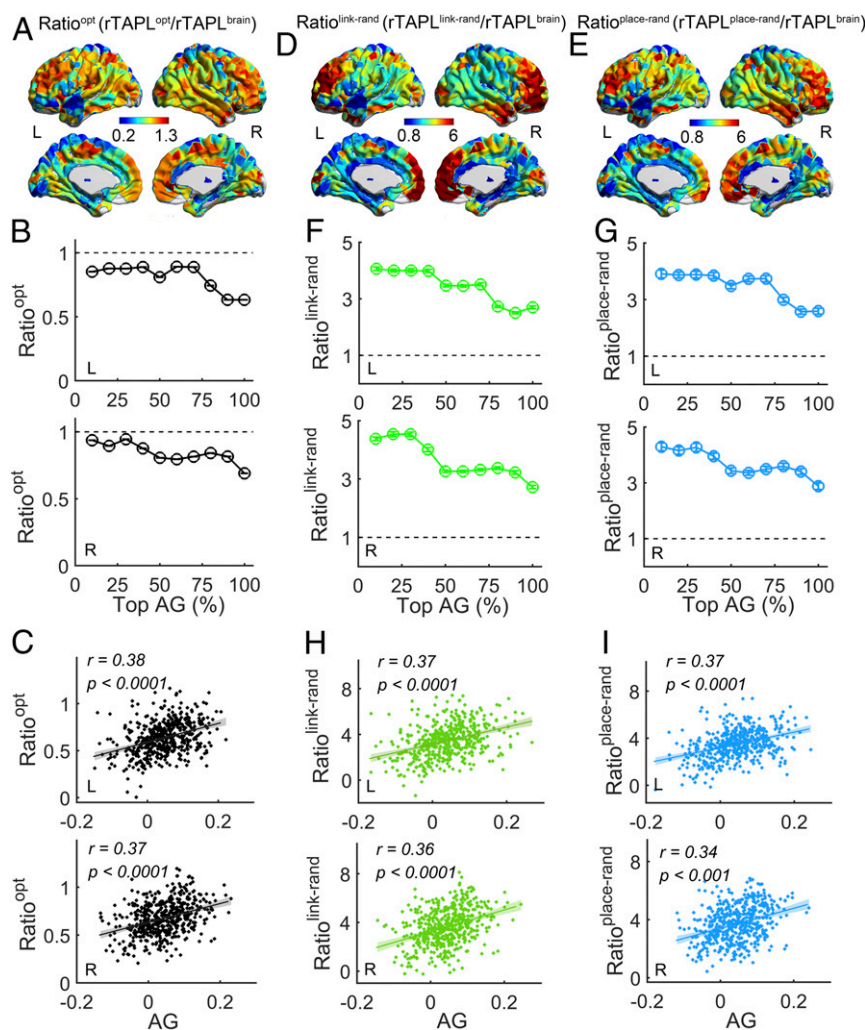 A Ratio^opt (rTAPL^opt/rTAPL^brain)
D Ratio^link-rand (rTAPL^link-rand/rTAPL^brain)
E Ratio^place-rand (rTAPL^place-rand/rTAPL^brain)
L 0.2 1.3 R
L 0.8 6 R
L 0.8 6 R
B
1
0.5
0
Ratio^opt
L
0 25 50 75 100
1
0.5
0
Ratio^opt
R
0 25 50 75 100
Top AG (%)
F
5
3
1
Ratio^link-rand
L
0 25 50 75 100
5
3
1
Ratio^link-rand
R
0 25 50 75 100
Top AG (%)
G
5
3
1
Ratio^place-rand
L
0 25 50 75 100
5
3
1
Ratio^place-rand
R
0 25 50 75 100
Top AG (%)
C
r = 0.38
p < 0.0001
1
0.5
0
Ratio^opt
L
-0.2 0 0.2
r = 0.37
p < 0.0001
1
0.5
0
Ratio^opt
R
-0.2 0 0.2
AG
H
r = 0.37
p < 0.0001
8
4
0
Ratio^link-rand
L
-0.2 0 0.2
r = 0.36
p < 0.0001
8
4
0
Ratio^link-rand
R
-0.2 0 0.2
AG
I
r = 0.37
p < 0.0001
8
4
0
Ratio^place-rand
L
-0.2 0 0.2
r = 0.34
p < 0.001
8
4
0
Ratio^place-rand
R
-0.2 0 0.2
AG